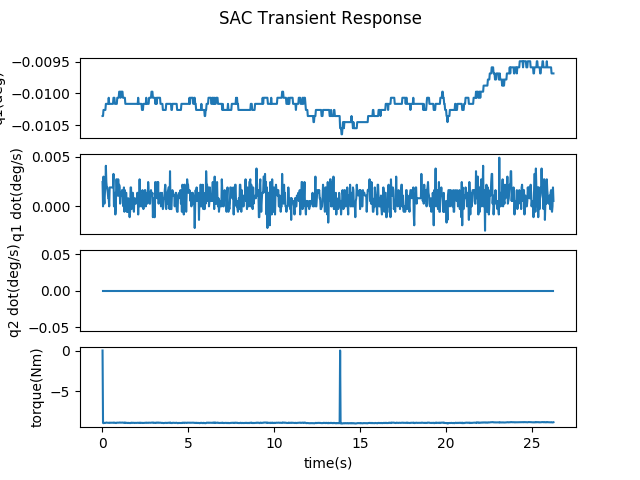 SAC Transient Response
−0.0095
−0.0100
−0.0105
0.005
0.000
q1 dot(deg/s)
0.05
0.00
−0.05
q2 dot(deg/s)
0
−5
torque(Nm)
0 5 10 15 20 25
time(s)